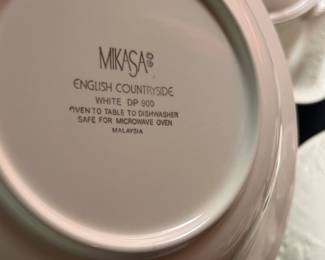 MIKASA
ENGLISH COUNTRYSIDE
WHITE DP 900
OVEN TO TABLE TO DISHWASHER
SAFE FOR MICROWAVE OVEN
MALAYSIA